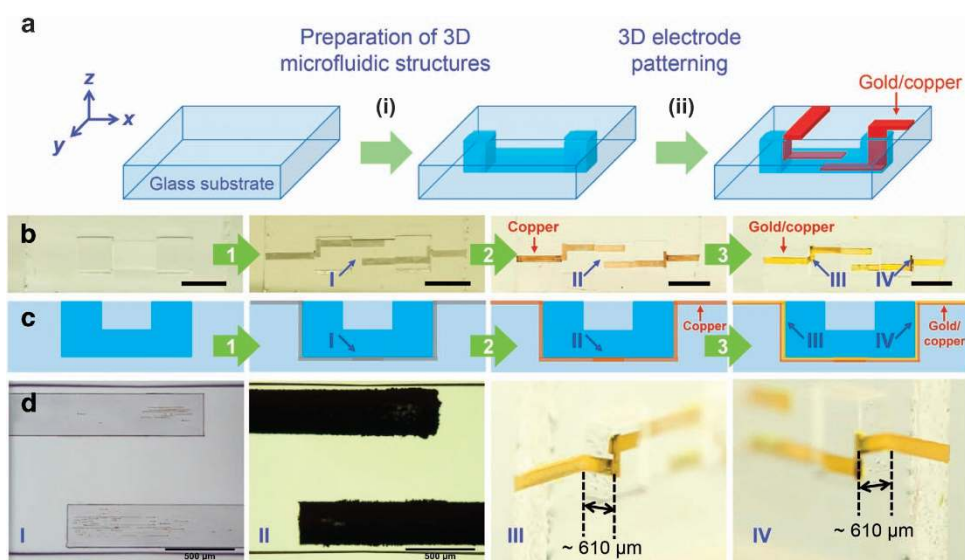 a
Preparation of 3D
microfluidic structures
3D electrode
patterning
Gold/copper
z
x
y
(i)
(ii)
Glass substrate
b
1
I
2
Copper
II
3
Gold/copper
III
IV
c
1
I
2
II
Copper
3
III
IV
Gold/
copper
d
I
500 µm
II
500 µm
III
~ 610 µm
IV
~ 610 µm